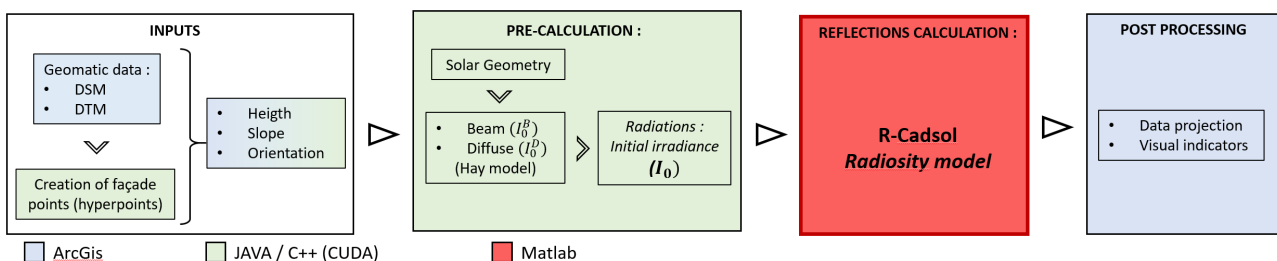 INPUTS
Geomatic data :
• DSM
• DTM
Creation of façade
points (hyperpoints)
• Heigth
• Slope
• Orientation
PRE-CALCULATION :
Solar Geometry
• Beam (I₀ᴮ)
• Diffuse (I₀ᴰ)
(Hay model)
Radiations :
Initial irradiance
(I₀)
REFLECTIONS CALCULATION :
R-Cadsol
Radiosity model
POST PROCESSING
• Data projection
• Visual indicators
ArcGis
JAVA / C++ (CUDA)
Matlab